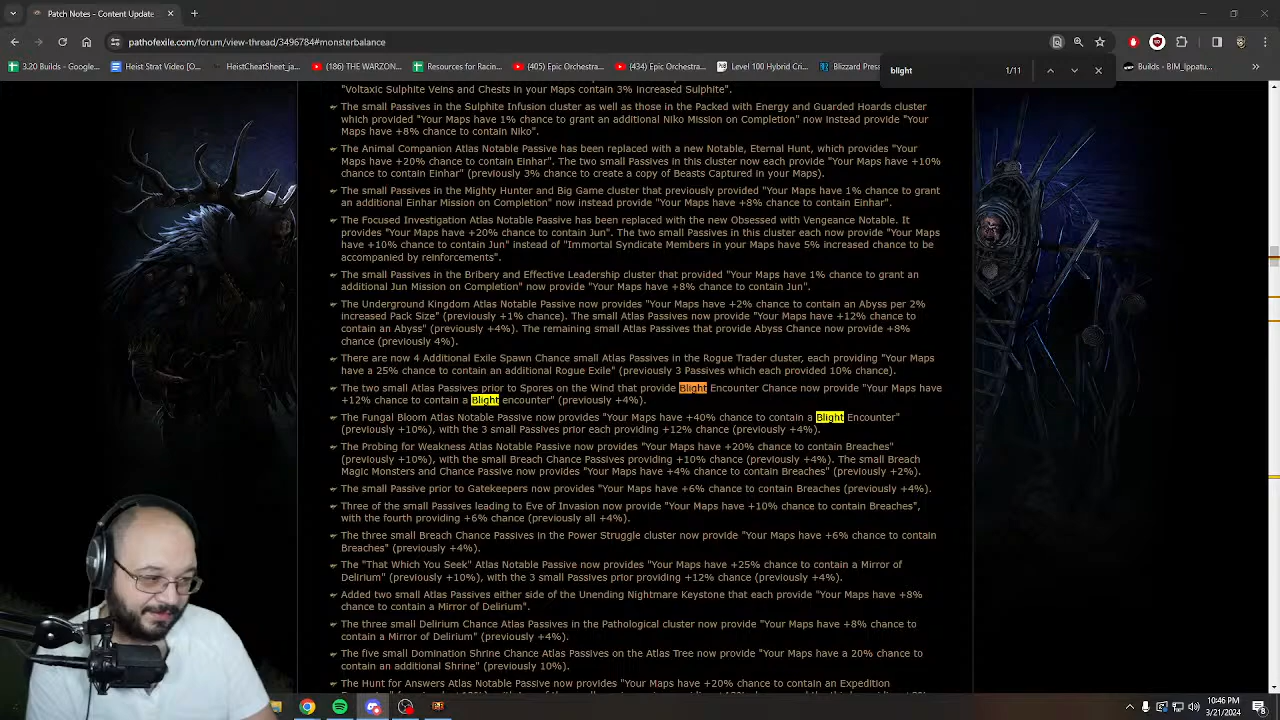 Content Update
pathofexile.com/forum/view-thread/3496784#monsterbalance
3.20 Builds - Google...
Heist Star Video [O...
HeistCheatSheet_ja...
(186) THE WARZON...
Resources for Racin...
(405) Epic Orchestro...
(434) Epic Orchestro...
Level 100 Hybrid Cr...
Blizzard Press
Builds - BIM_Ippatu...
blight
1/11
"Voltaxic Sulphite Veins and Chests in your Maps contain 3% increased Sulphite".
The small Passives in the Sulphite Infusion cluster as well as those in the Packed with Energy and Guarded Hoards cluster
which provided "Your Maps have 1% chance to grant an additional Niko Mission on Completion" now instead provide "Your
Maps have +8% chance to contain Niko".
The Animal Companion Atlas Notable Passive has been replaced with a new Notable, Eternal Hunt, which provides "Your
Maps have +20% chance to contain Einhar". The two small Passives in this cluster now each provide "Your Maps have +10%
chance to contain Einhar" (previously 3% chance to create a copy of Beasts Captured in your Maps).
The small Passives in the Mighty Hunter and Big Game cluster that previously provided "Your Maps have 1% chance to grant
an additional Einhar Mission on Completion" now instead provide "Your Maps have +8% chance to contain Einhar".
The Focused Investigation Atlas Notable Passive has been replaced with the new Obsessed with Vengeance Notable. It
provides "Your Maps have +20% chance to contain Jun". The two small Passives in this cluster each now provide "Your Maps
have +10% chance to contain Jun" instead of "Immortal Syndicate Members in your Maps have 5% increased chance to be
accompanied by reinforcements".
The small Passives in the Bribery and Effective Leadership cluster that provided "Your Maps have 1% chance to grant an
additional Jun Mission on Completion" now provide "Your Maps have +8% chance to contain Jun".
The Underground Kingdom Atlas Notable Passive now provides "Your Maps have +2% chance to contain an Abyss per 2%
increased Pack Size" (previously +1% chance). The small Atlas Passives now provide "Your Maps have +12% chance to
contain an Abyss" (previously +4%). The remaining small Atlas Passives that provide Abyss Chance now provide +8%
chance (previously 4%).
There are now 4 Additional Exile Spawn Chance small Atlas Passives in the Rogue Trader cluster, each providing "Your Maps
have a 25% chance to contain an additional Rogue Exile" (previously 3 Passives which each provided 10% chance).
The two small Atlas Passives prior to Spores on the Wind that provide Blight Encounter Chance now provide "Your Maps have
+12% chance to contain a Blight encounter" (previously +4%).
The Fungal Bloom Atlas Notable Passive now provides "Your Maps have +40% chance to contain a Blight Encounter"
(previously +10%), with the 3 small Passives prior each providing +12% chance (previously +4%).
The Probing for Weakness Atlas Notable Passive now provides "Your Maps have +20% chance to contain Breaches"
(previously +10%), with the small Breach Chance Passives providing +10% chance (previously +4%). The small Breach
Magic Monsters and Chance Passive now provides "Your Maps have +4% chance to contain Breaches" (previously +2%).
The small Passive prior to Gatekeepers now provides "Your Maps have +6% chance to contain Breaches (previously +4%).
Three of the small Passives leading to Eve of Invasion now provide "Your Maps have +10% chance to contain Breaches",
with the fourth providing +6% chance (previously all +4%).
The three small Breach Chance Passives in the Power Struggle cluster now provide "Your Maps have +6% chance to contain
Breaches" (previously +4%).
The "That Which You Seek" Atlas Notable Passive now provides "Your Maps have +25% chance to contain a Mirror of
Delirium" (previously +10%), with the 3 small Passives prior providing +12% chance (previously +4%).
Added two small Atlas Passives either side of the Unending Nightmare Keystone that each provide "Your Maps have +8%
chance to contain a Mirror of Delirium".
The three small Delirium Chance Atlas Passives in the Pathological cluster now provide "Your Maps have +8% chance to
contain a Mirror of Delirium" (previously +4%).
The five small Domination Shrine Chance Atlas Passives on the Atlas Tree now provide "Your Maps have a 20% chance to
contain an additional Shrine" (previously 10%).
The Hunt for Answers Atlas Notable Passive now provides "Your Maps have +20% chance to contain an Expedition
10:46 PM
3/21/2024